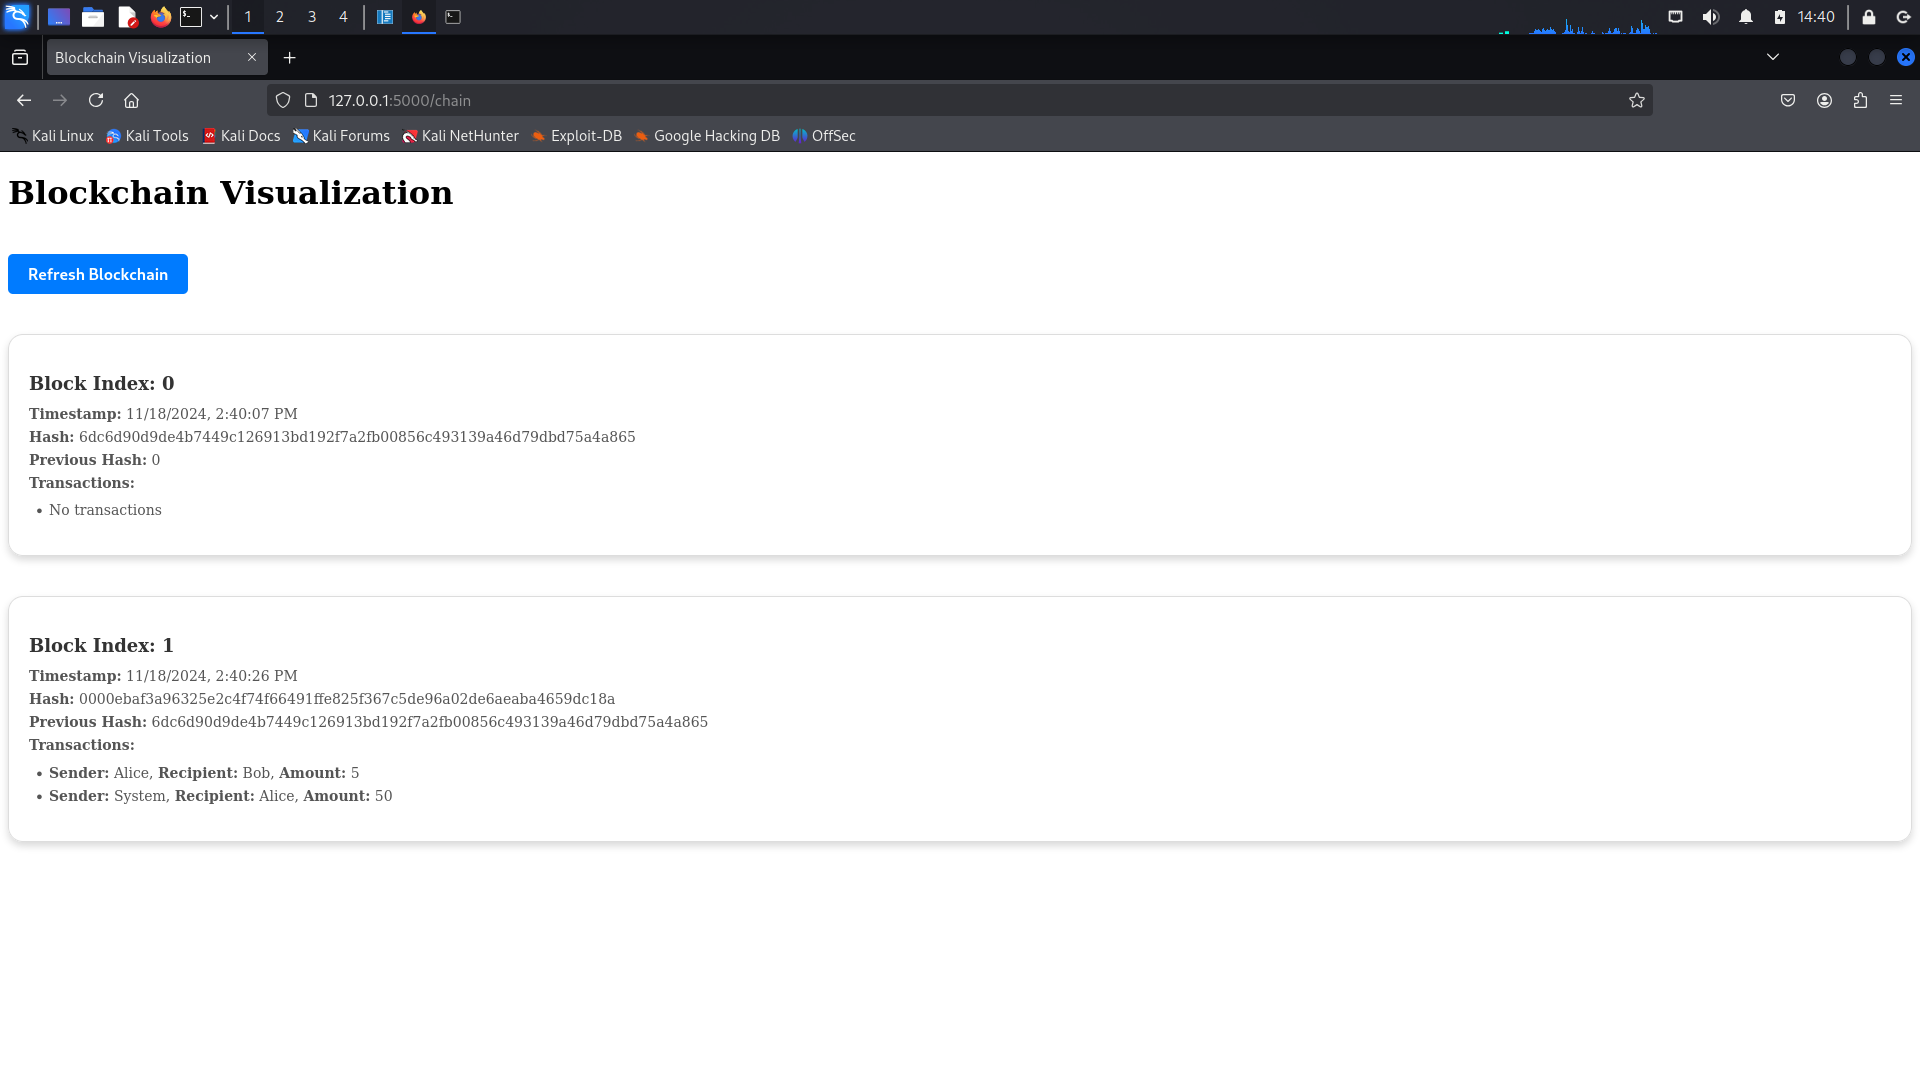 1 2 3 4 14:40
Blockchain Visualization
127.0.0.1:5000/chain
Kali Linux Kali Tools Kali Docs Kali Forums Kali NetHunter Exploit-DB Google Hacking DB OffSec
Blockchain Visualization
Refresh Blockchain
Block Index: 0
Timestamp: 11/18/2024, 2:40:07 PM
Hash: 6dc6d90d9de4b7449c126913bd192f7a2fb00856c493139a46d79dbd75a4a865
Previous Hash: 0
Transactions:
• No transactions
Block Index: 1
Timestamp: 11/18/2024, 2:40:26 PM
Hash: 0000ebaf3a96325e2c4f74f66491ffe825f367c5de96a02de6aeaba4659dc18a
Previous Hash: 6dc6d90d9de4b7449c126913bd192f7a2fb00856c493139a46d79dbd75a4a865
Transactions:
• Sender: Alice, Recipient: Bob, Amount: 5
• Sender: System, Recipient: Alice, Amount: 50